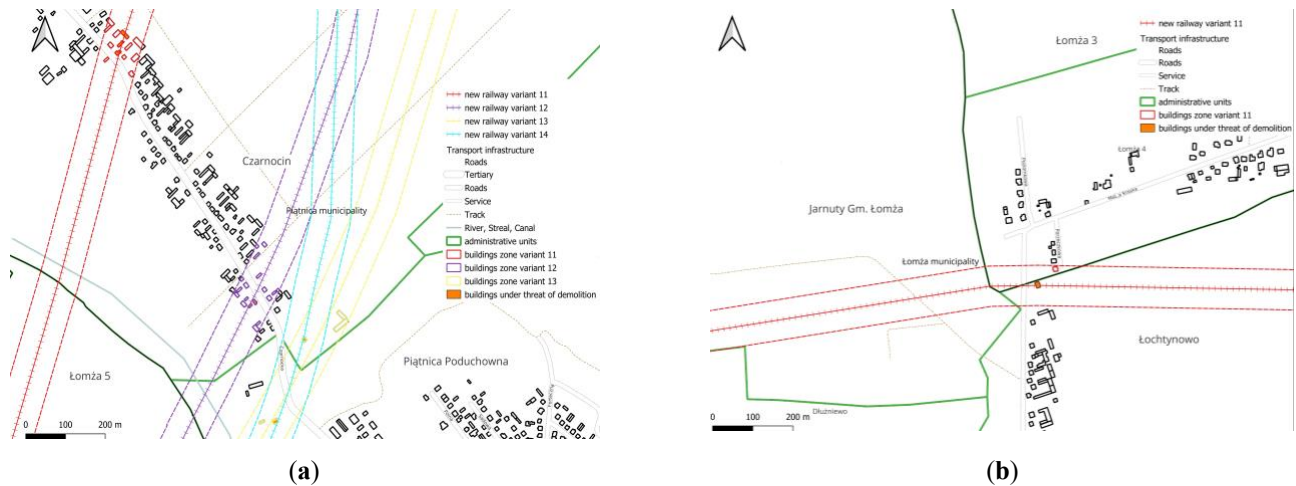 new railway variant 11
new railway variant 12
new railway variant 13
new railway variant 14
Transport infrastructure
Roads
Tertiary
Roads
Service
Track
River, Streal, Canal
administrative units
buildings zone variant 11
buildings zone variant 12
buildings zone variant 13
buildings under threat of demolition
Czarnocin
Piątnica municipality
Łomża 5
Piątnica Poduchowna
0 100 200 m
(a)
new railway variant 11
Transport infrastructure
Roads
Roads
Service
Track
administrative units
buildings zone variant 11
buildings under threat of demolition
Łomża 3
Łomża 4
Jarnuty Gm. Łomża
Łomża municipality
Łochtynowo
Dłużniewo
0 100 200 m
(b)